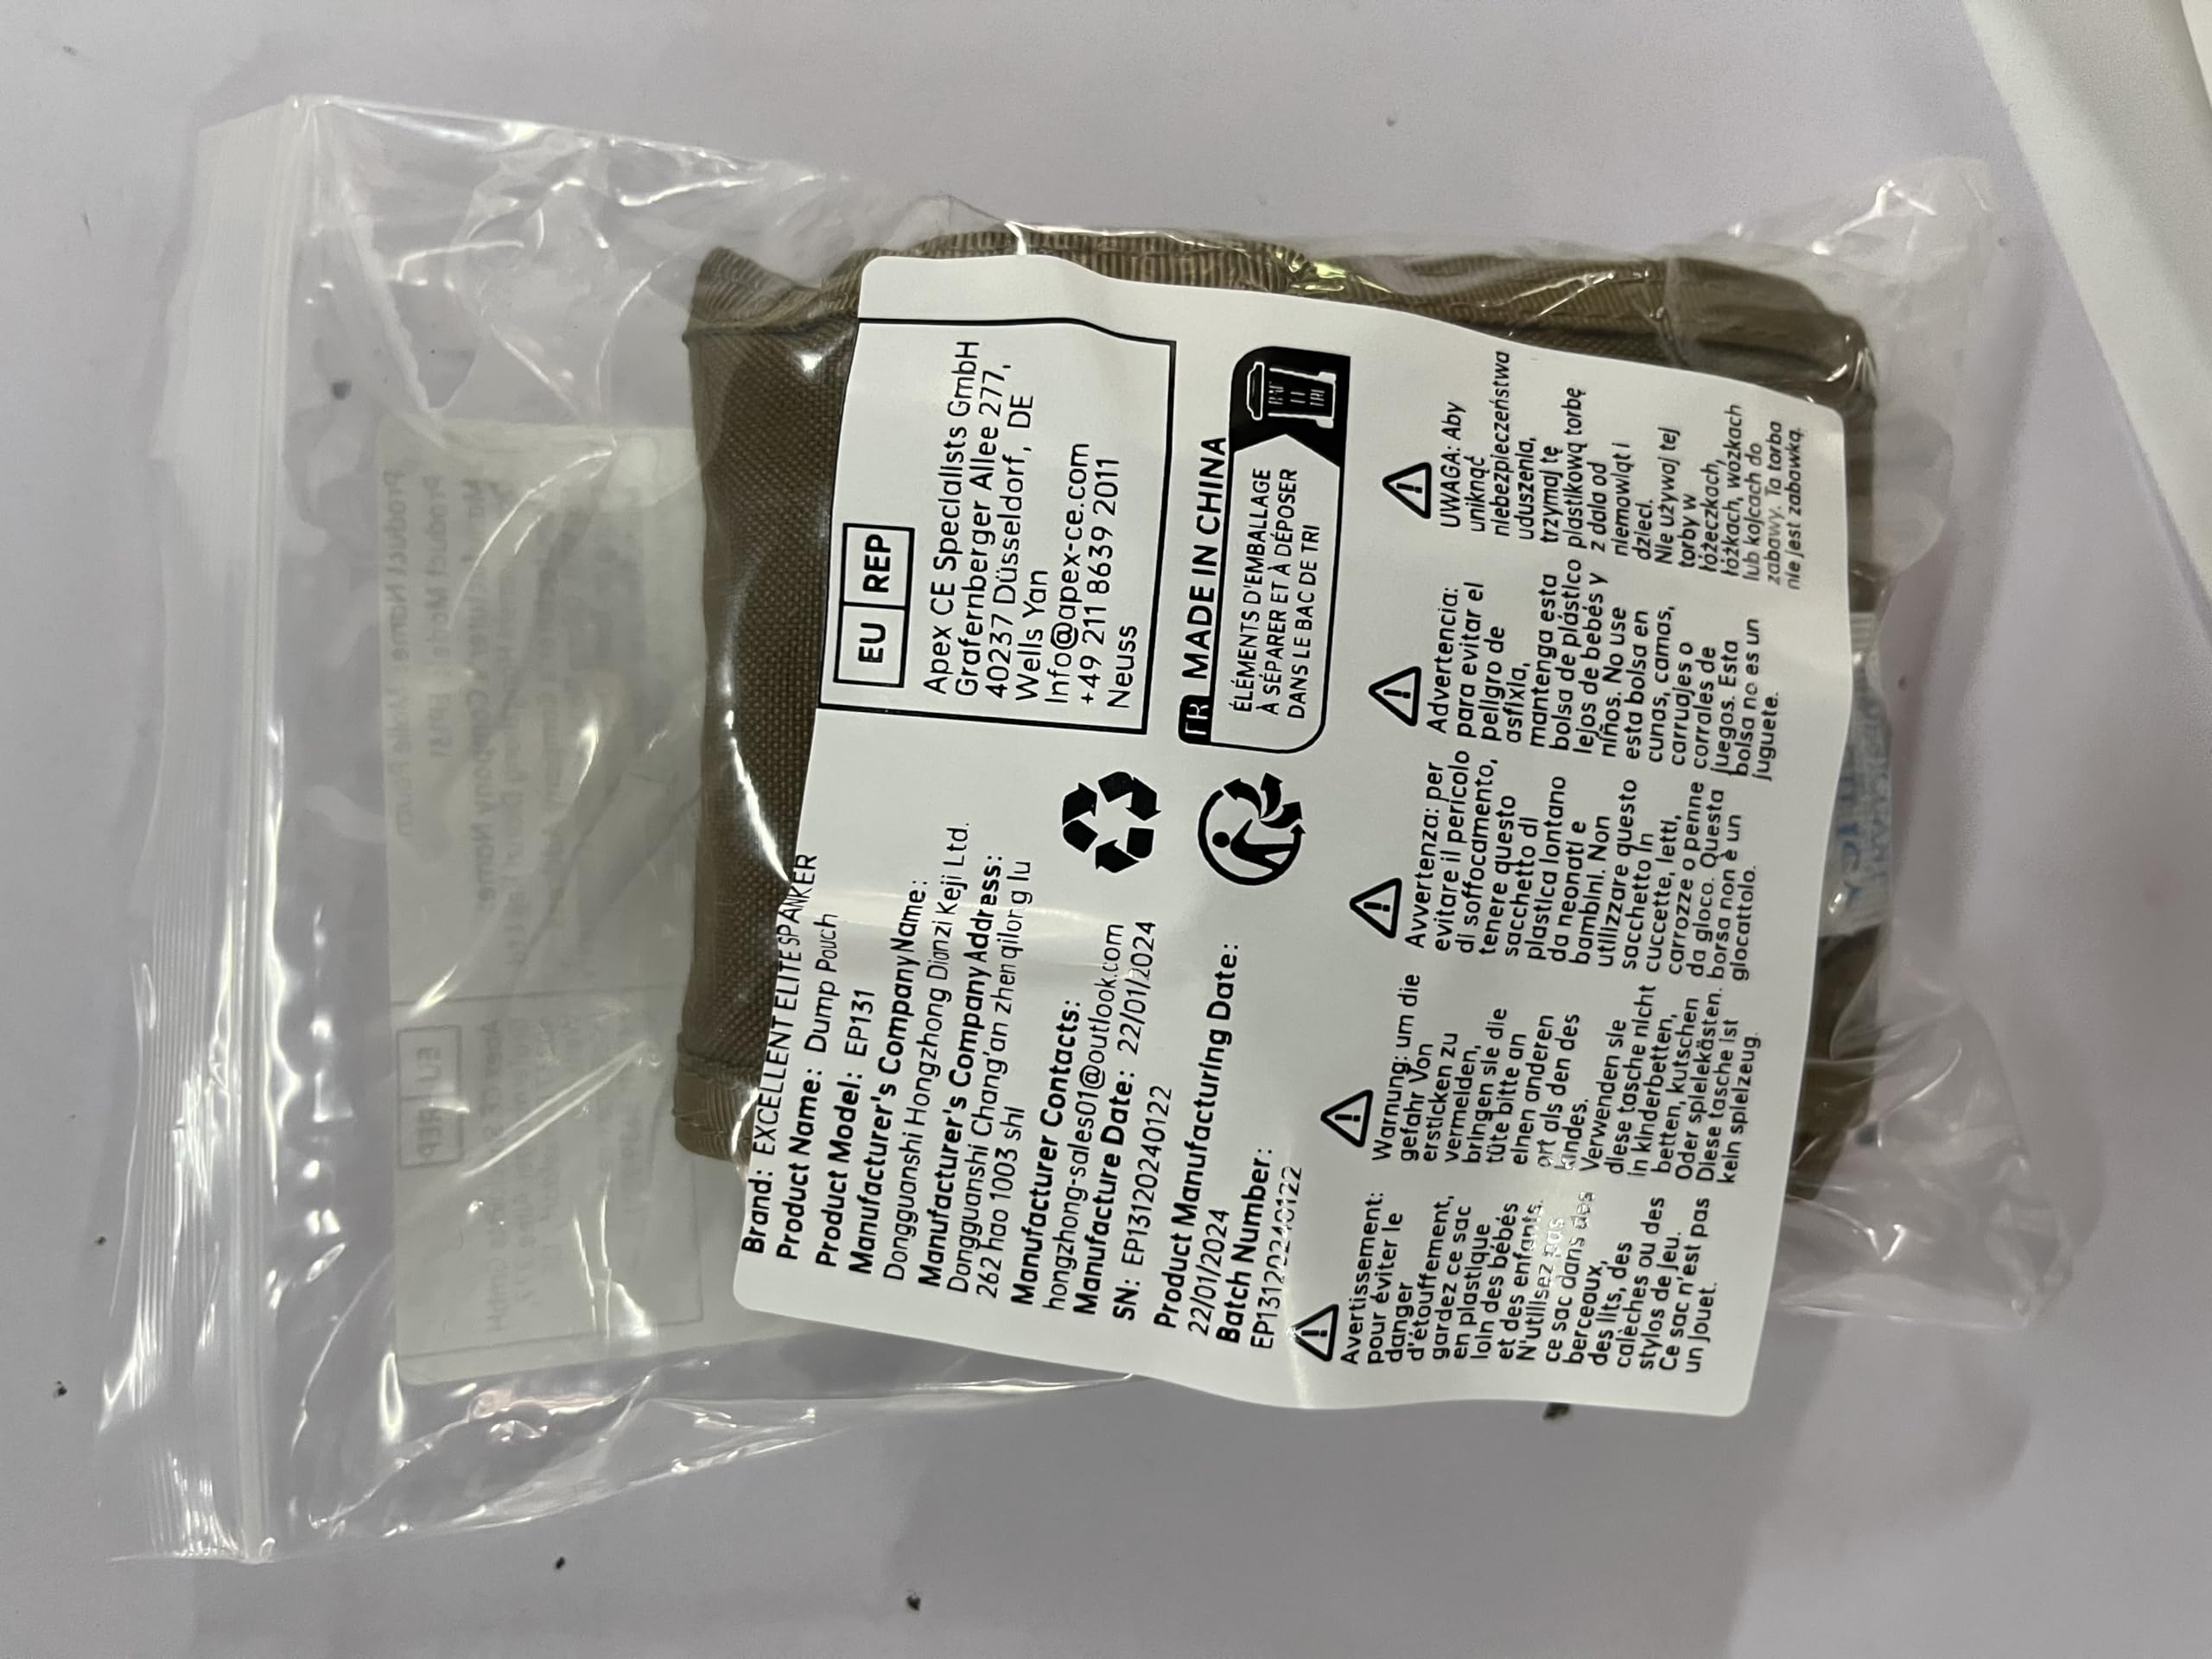 Brand: EXCELLENT ELITE SPANKER
Product Name: Dump Pouch
Product Model: EP131
Manufacturer's Company Name:
Dongguanshi Hongzhong Dianzi Keji Ltd.
Manufacturer's Company Address:
Dongguanshi Chang'an zhen qilong lu
262 hao 1003 shi
Manufacturer Contacts:
hongzhong-sales01@outlook.com
Manufacture Date: 22/01/2024
SN: EP13120240122
Product Manufacturing Date:
22/01/2024
Batch Number:
EP13120240122
EU REP
Apex CE Specialists GmbH
Grafernberger Allee 277,
40237 Düsseldorf, DE
Wells Yan
Info@apex-ce.com
+49 211 8639 2011
Neuss
FR MADE IN CHINA
ÉLÉMENTS D'EMBALLAGE
À SÉPARER ET À DÉPOSER
DANS LE BAC DE TRI
BAC
DE
TRI
Avertissement:
pour éviter le
danger
d'étouffement,
gardez ce sac
en plastique
loin des bébés
et des enfants.
N'utilisez pas
ce sac dans des
berceaux,
des lits, des
calèches ou des
stylos de jeu.
Ce sac n'est pas
un jouet.
Warnung: um die
gefahr Von
ersticken zu
vermeiden,
bringen sie die
tüte bitte an
einen anderen
ort als den des
kindes.
Verwenden sie
diese tasche nicht
in kinderbetten,
betten, kutschen
Oder spielekästen.
Diese tasche ist
kein spielzeug.
Avvertenza: per
evitare il pericolo
di soffocamento,
tenere questo
sacchetto di
plastica lontano
da neonati e
bambini. Non
utilizzare questo
sacchetto in
cuccette, letti,
carrozze o penne
da gioco. Questa
borsa non è un
giocattolo.
Advertencia:
para evitar el
peligro de
asfixia,
mantenga esta
bolsa de plástico
lejos de bebés y
niños. No use
esta bolsa en
cunas, camas,
carruajes o
corrales de
juegos. Esta
bolsa no es un
juguete.
UWAGA: Aby
uniknąć
niebezpieczeństwa
uduszenia,
trzymaj tę
plastikową torbę
z dala od
niemowląt i
dzieci.
Nie używaj tej
torby w
łóżeczkach,
łóżkach, wózkach
lub kojcach do
zabawy. Ta torba
nie jest zabawką.